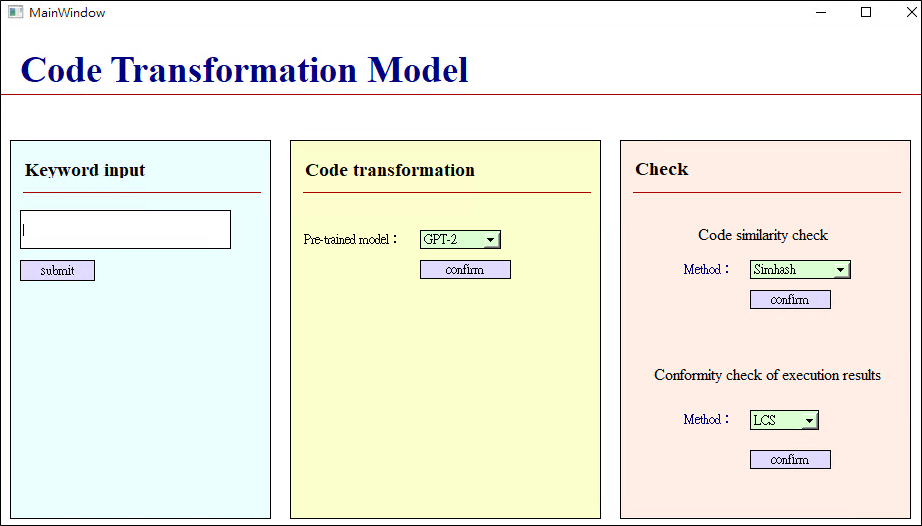 MainWindow
Code Transformation Model
Keyword input
submit
Code transformation
Pre-trained model：
GPT-2
confirm
Check
Code similarity check
Method：
Simhash
confirm
Conformity check of execution results
Method：
LCS
confirm